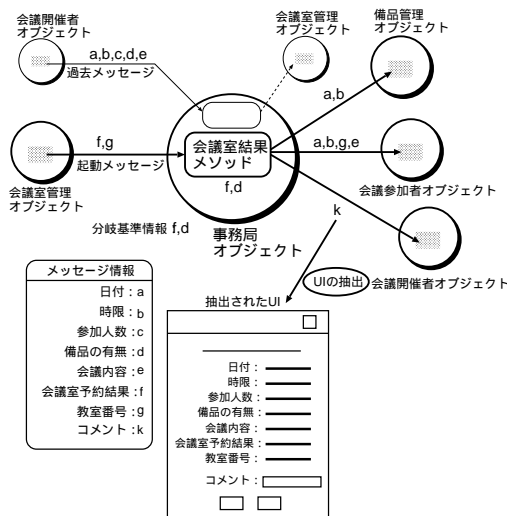 会議開催者
オブジェクト
a,b,c,d,e
過去メッセージ
会議室管理
オブジェクト
備品管理
オブジェクト
a,b
f,g
起動メッセージ
会議室結果
メソッド
f,d
a,b,g,e
会議室管理
オブジェクト
会議参加者オブジェクト
分岐基準情報 f,d
事務局
オブジェクト
k
会議開催者オブジェクト
UIの抽出
メッセージ情報
日付：a
時限：b
参加人数：c
備品の有無：d
会議内容：e
会議室予約結果：f
教室番号：g
コメント：k
抽出されたUI
日付：
時限：
参加人数：
備品の有無：
会議内容：
会議室予約結果：
教室番号：
コメント：